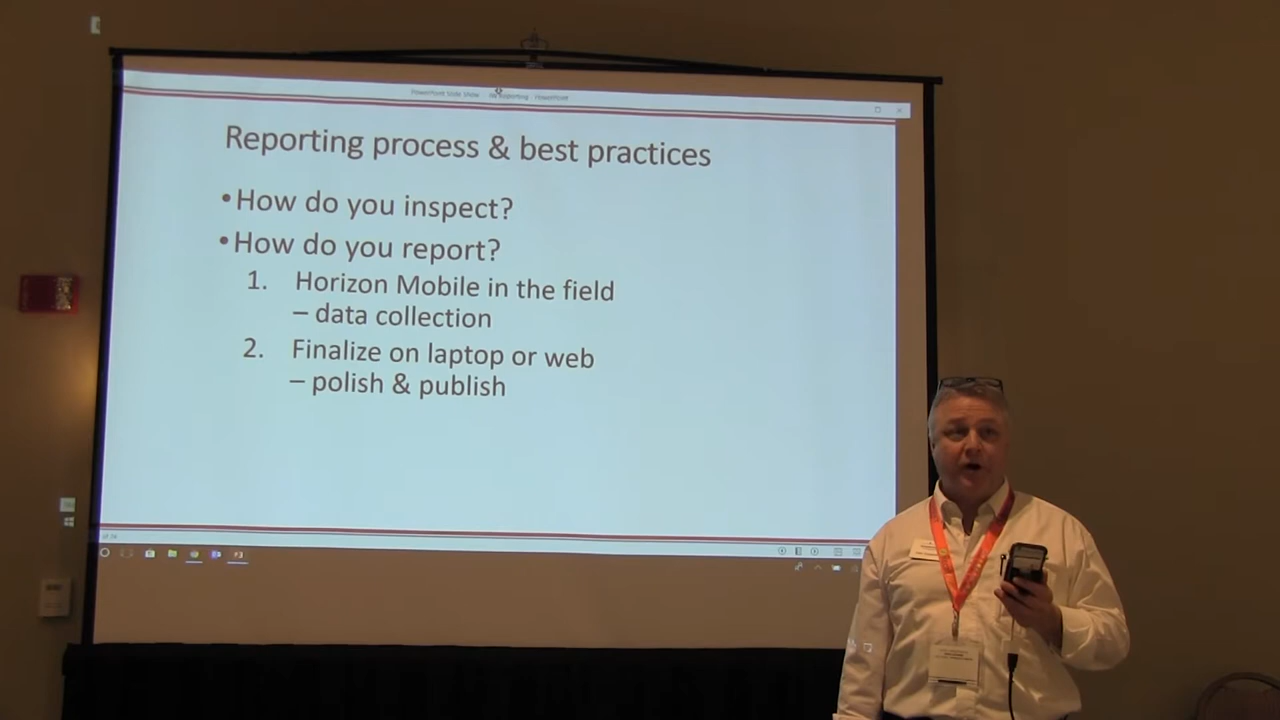 PowerPoint Slide Show
Reporting - PowerPoint
Reporting process & best practices
•How do you inspect?
•How do you report?
1. Horizon Mobile in the field
– data collection
2. Finalize on laptop or web
– polish & publish